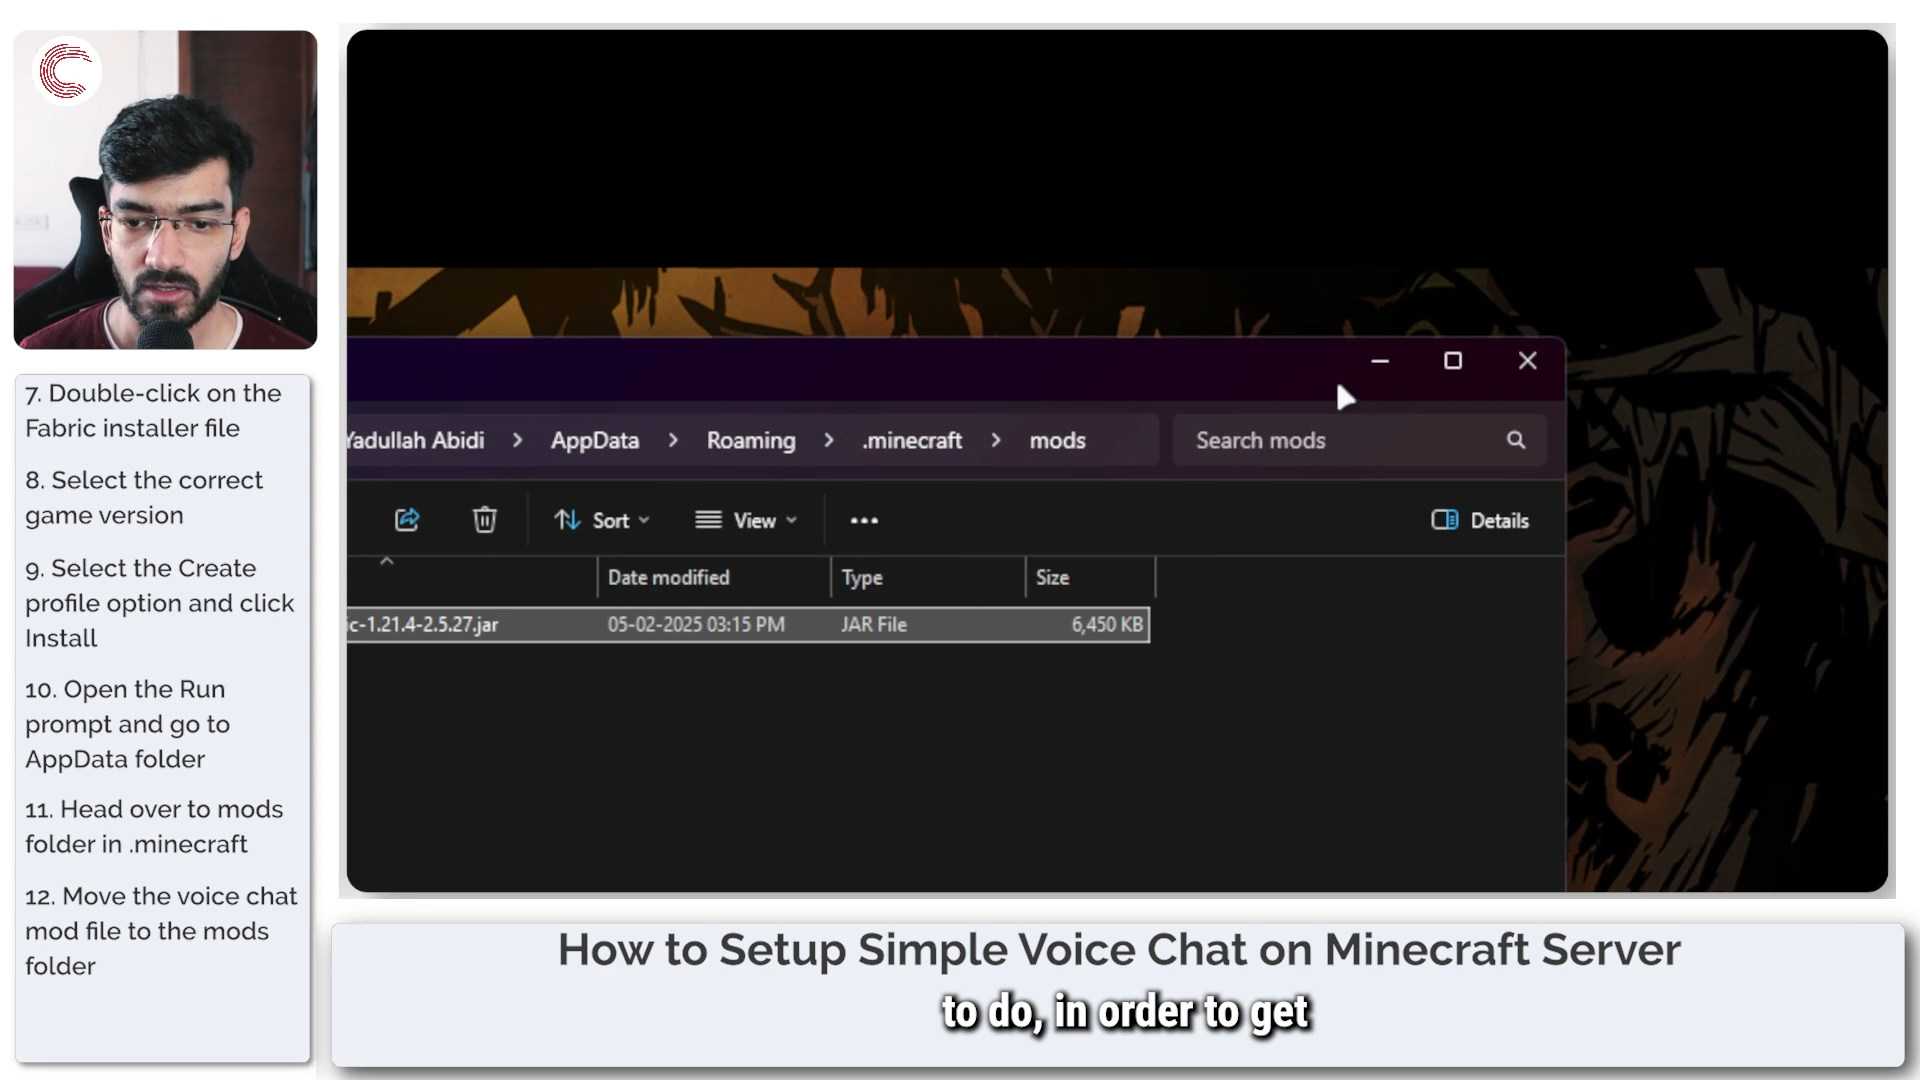 7. Double-click on the
Fabric installer file
8. Select the correct
game version
9. Select the Create
profile option and click
Install
10. Open the Run
prompt and go to
AppData folder
11. Head over to mods
folder in .minecraft
12. Move the voice chat
mod file to the mods
folder
Yadullah Abidi > AppData > Roaming > .minecraft > mods
Search mods
Sort
View
Details
Date modified
Type
Size
ic-1.21.4-2.5.27.jar
05-02-2025 03:15 PM
JAR File
6,450 KB
How to Setup Simple Voice Chat on Minecraft Server
to do, in order to get